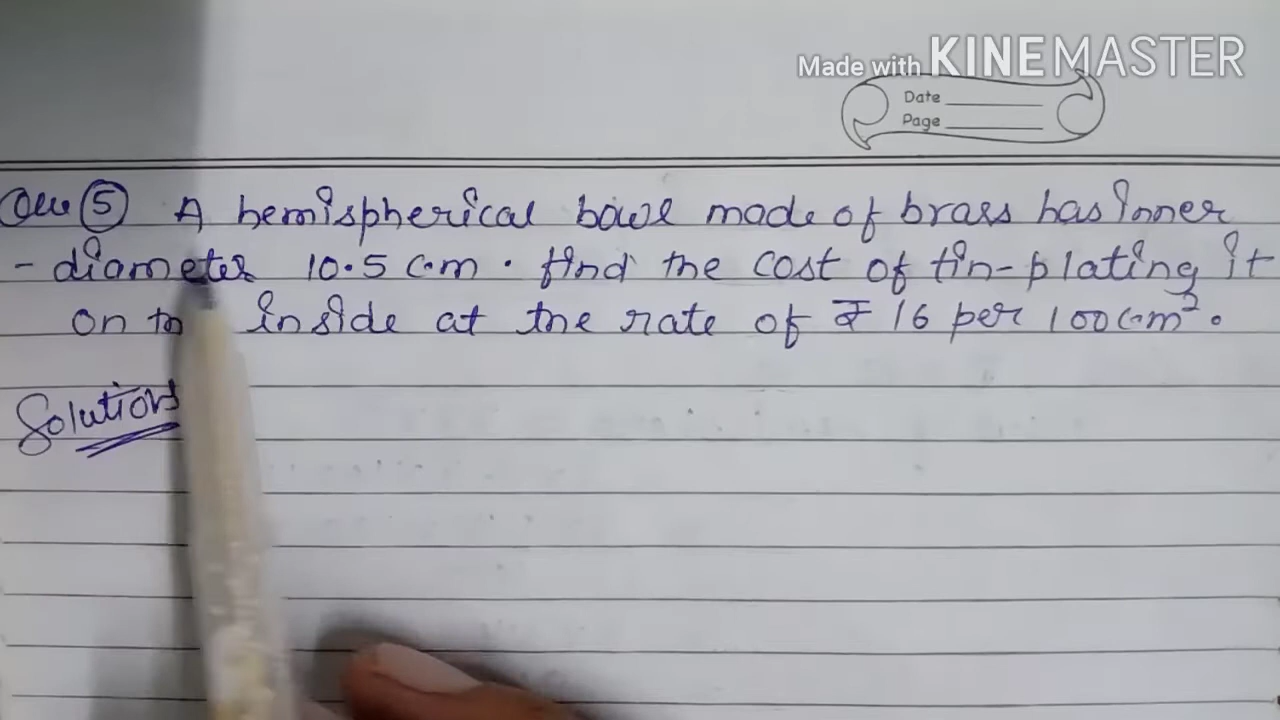 Made with KINEMASTER
Date
Page
Que 5 A hemispherical bowl made of brass has inner
- diameter 10.5 cm. find the cost of tin-plating it
on inside at the rate of ₹ 16 per 100 cm².
Solution